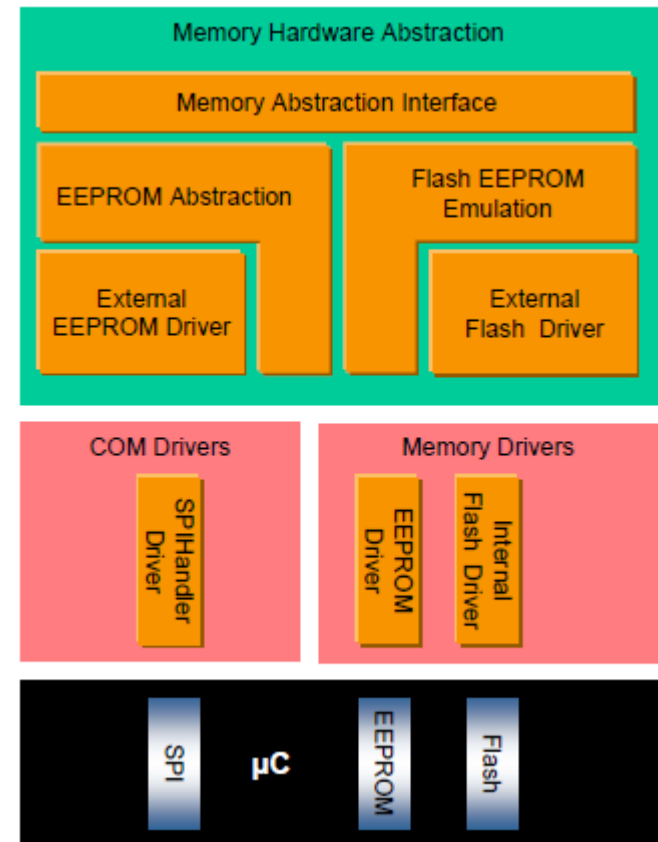 Memory Hardware Abstraction
Memory Abstraction Interface
EEPROM Abstraction
Flash EEPROM
Emulation
External
EEPROM Driver
External
Flash Driver
COM Drivers
SPIHandler
Driver
Memory Drivers
EEPROM
Driver
Internal
Flash Driver
SPI
µC
EEPROM
Flash